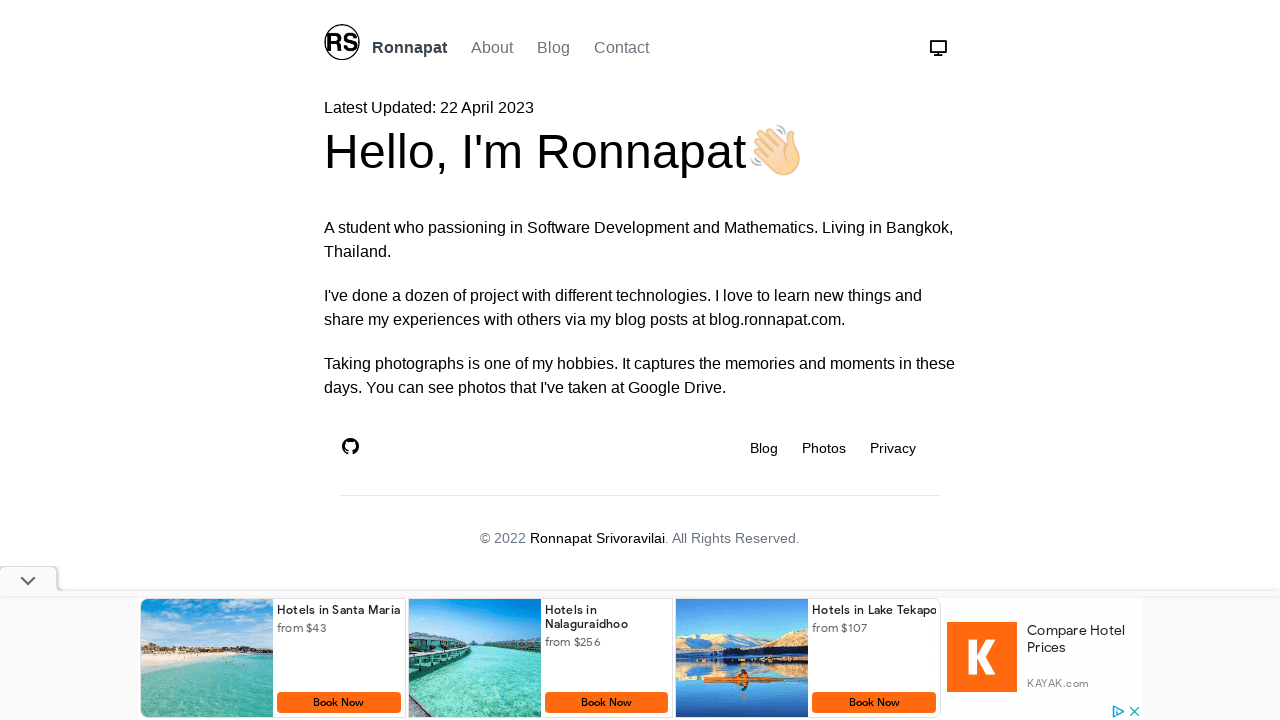 RS
Ronnapat
About
Blog
Contact
Latest Updated: 22 April 2023
Hello, I'm Ronnapat👋🏼
A student who passioning in Software Development and Mathematics. Living in Bangkok,
Thailand.
I've done a dozen of project with different technologies. I love to learn new things and
share my experiences with others via my blog posts at blog.ronnapat.com.
Taking photographs is one of my hobbies. It captures the memories and moments in these
days. You can see photos that I've taken at Google Drive.
Blog
Photos
Privacy
© 2022 Ronnapat Srivoravilai. All Rights Reserved.
Hotels in Santa Maria
from $43
Book Now
Hotels in
Nalaguraidhoo
from $256
Book Now
Hotels in Lake Tekapo
from $107
Book Now
K
Compare Hotel
Prices
KAYAK.com